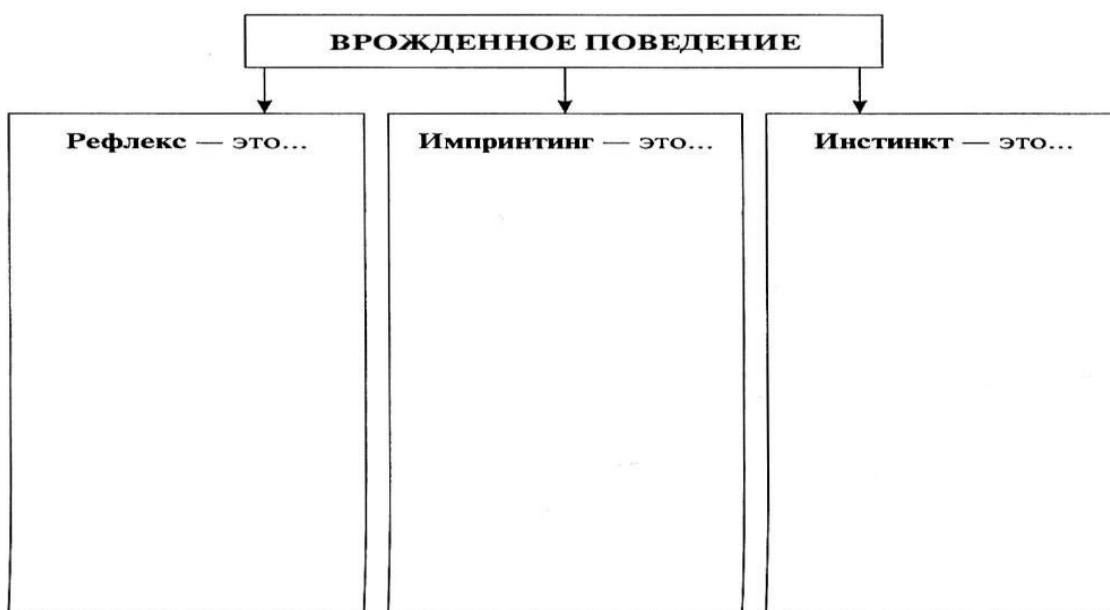 ВРОЖДЕННОЕ ПОВЕДЕНИЕ
Рефлекс — это...
Импринтинг — это...
Инстинкт — это...